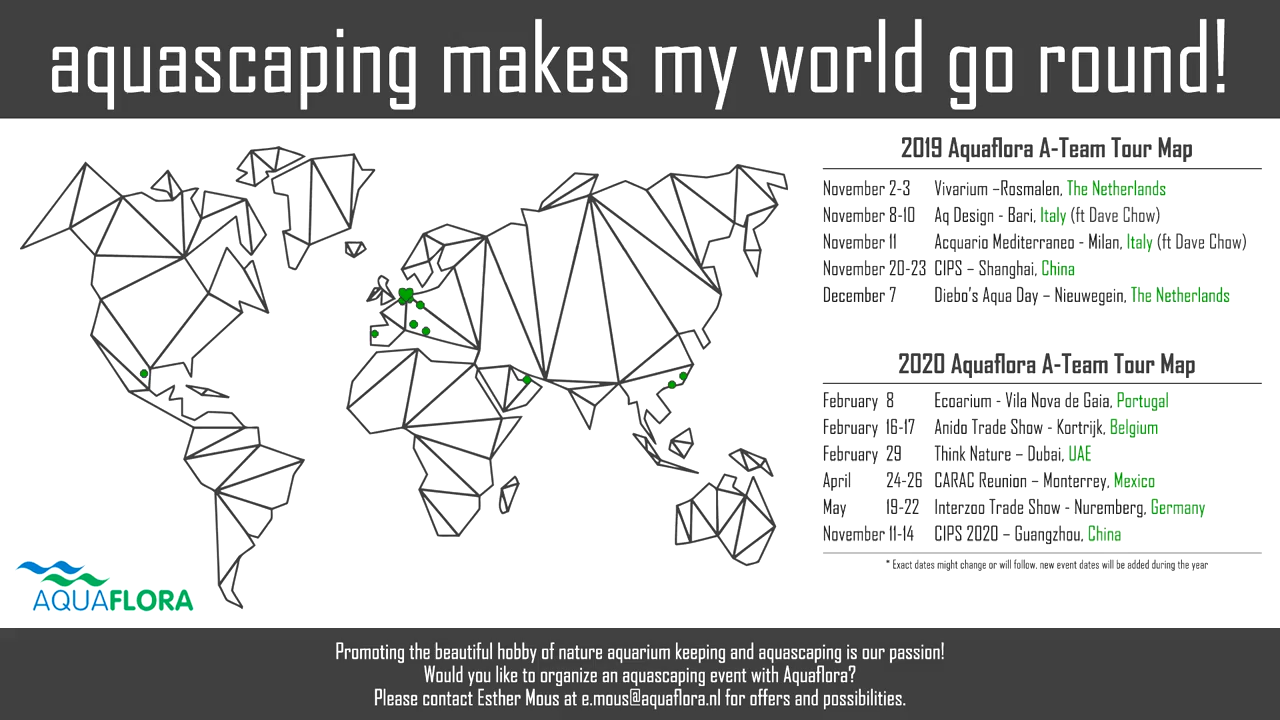 aquascaping makes my world go round!
2019 Aquaflora A-Team Tour Map
November 2-3 Vivarium –Rosmalen, The Netherlands
November 8-10 Aq Design - Bari, Italy (ft Dave Chow)
November 11 Acquario Mediterraneo - Milan, Italy (ft Dave Chow)
November 20-23 CIPS – Shanghai, China
December 7 Diebo's Aqua Day – Nieuwegein, The Netherlands
2020 Aquaflora A-Team Tour Map
February 8 Ecoarium - Vila Nova de Gaia, Portugal
February 16-17 Anido Trade Show - Kortrijk, Belgium
February 29 Think Nature – Dubai, UAE
April 24-26 CARAC Reunion – Monterrey, Mexico
May 19-22 Interzoo Trade Show - Nuremberg, Germany
November 11-14 CIPS 2020 – Guangzhou, China
* Exact dates might change or will follow, new event dates will be added during the year
AQUAFLORA
Promoting the beautiful hobby of nature aquarium keeping and aquascaping is our passion!
Would you like to organize an aquascaping event with Aquaflora?
Please contact Esther Mous at e.mous@aquaflora.nl for offers and possibilities.